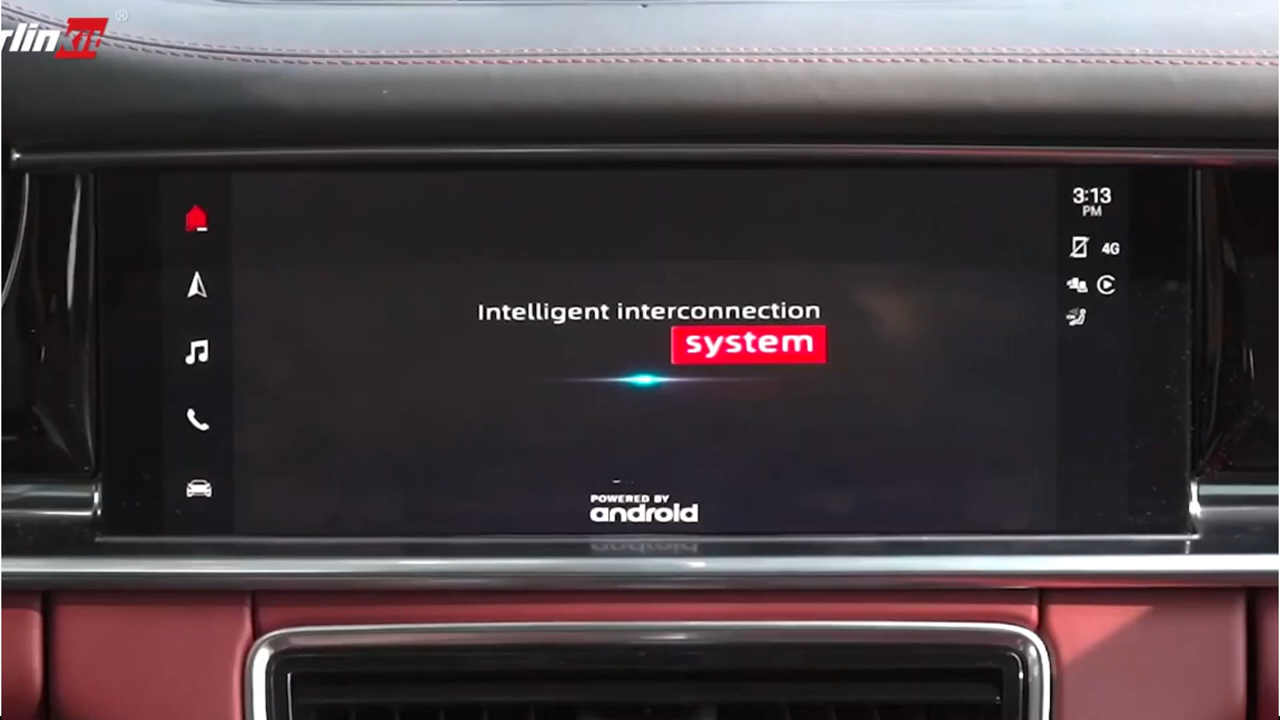 rlinkit®
3:13
PM
4G
Intelligent interconnection
system
POWERED BY
android